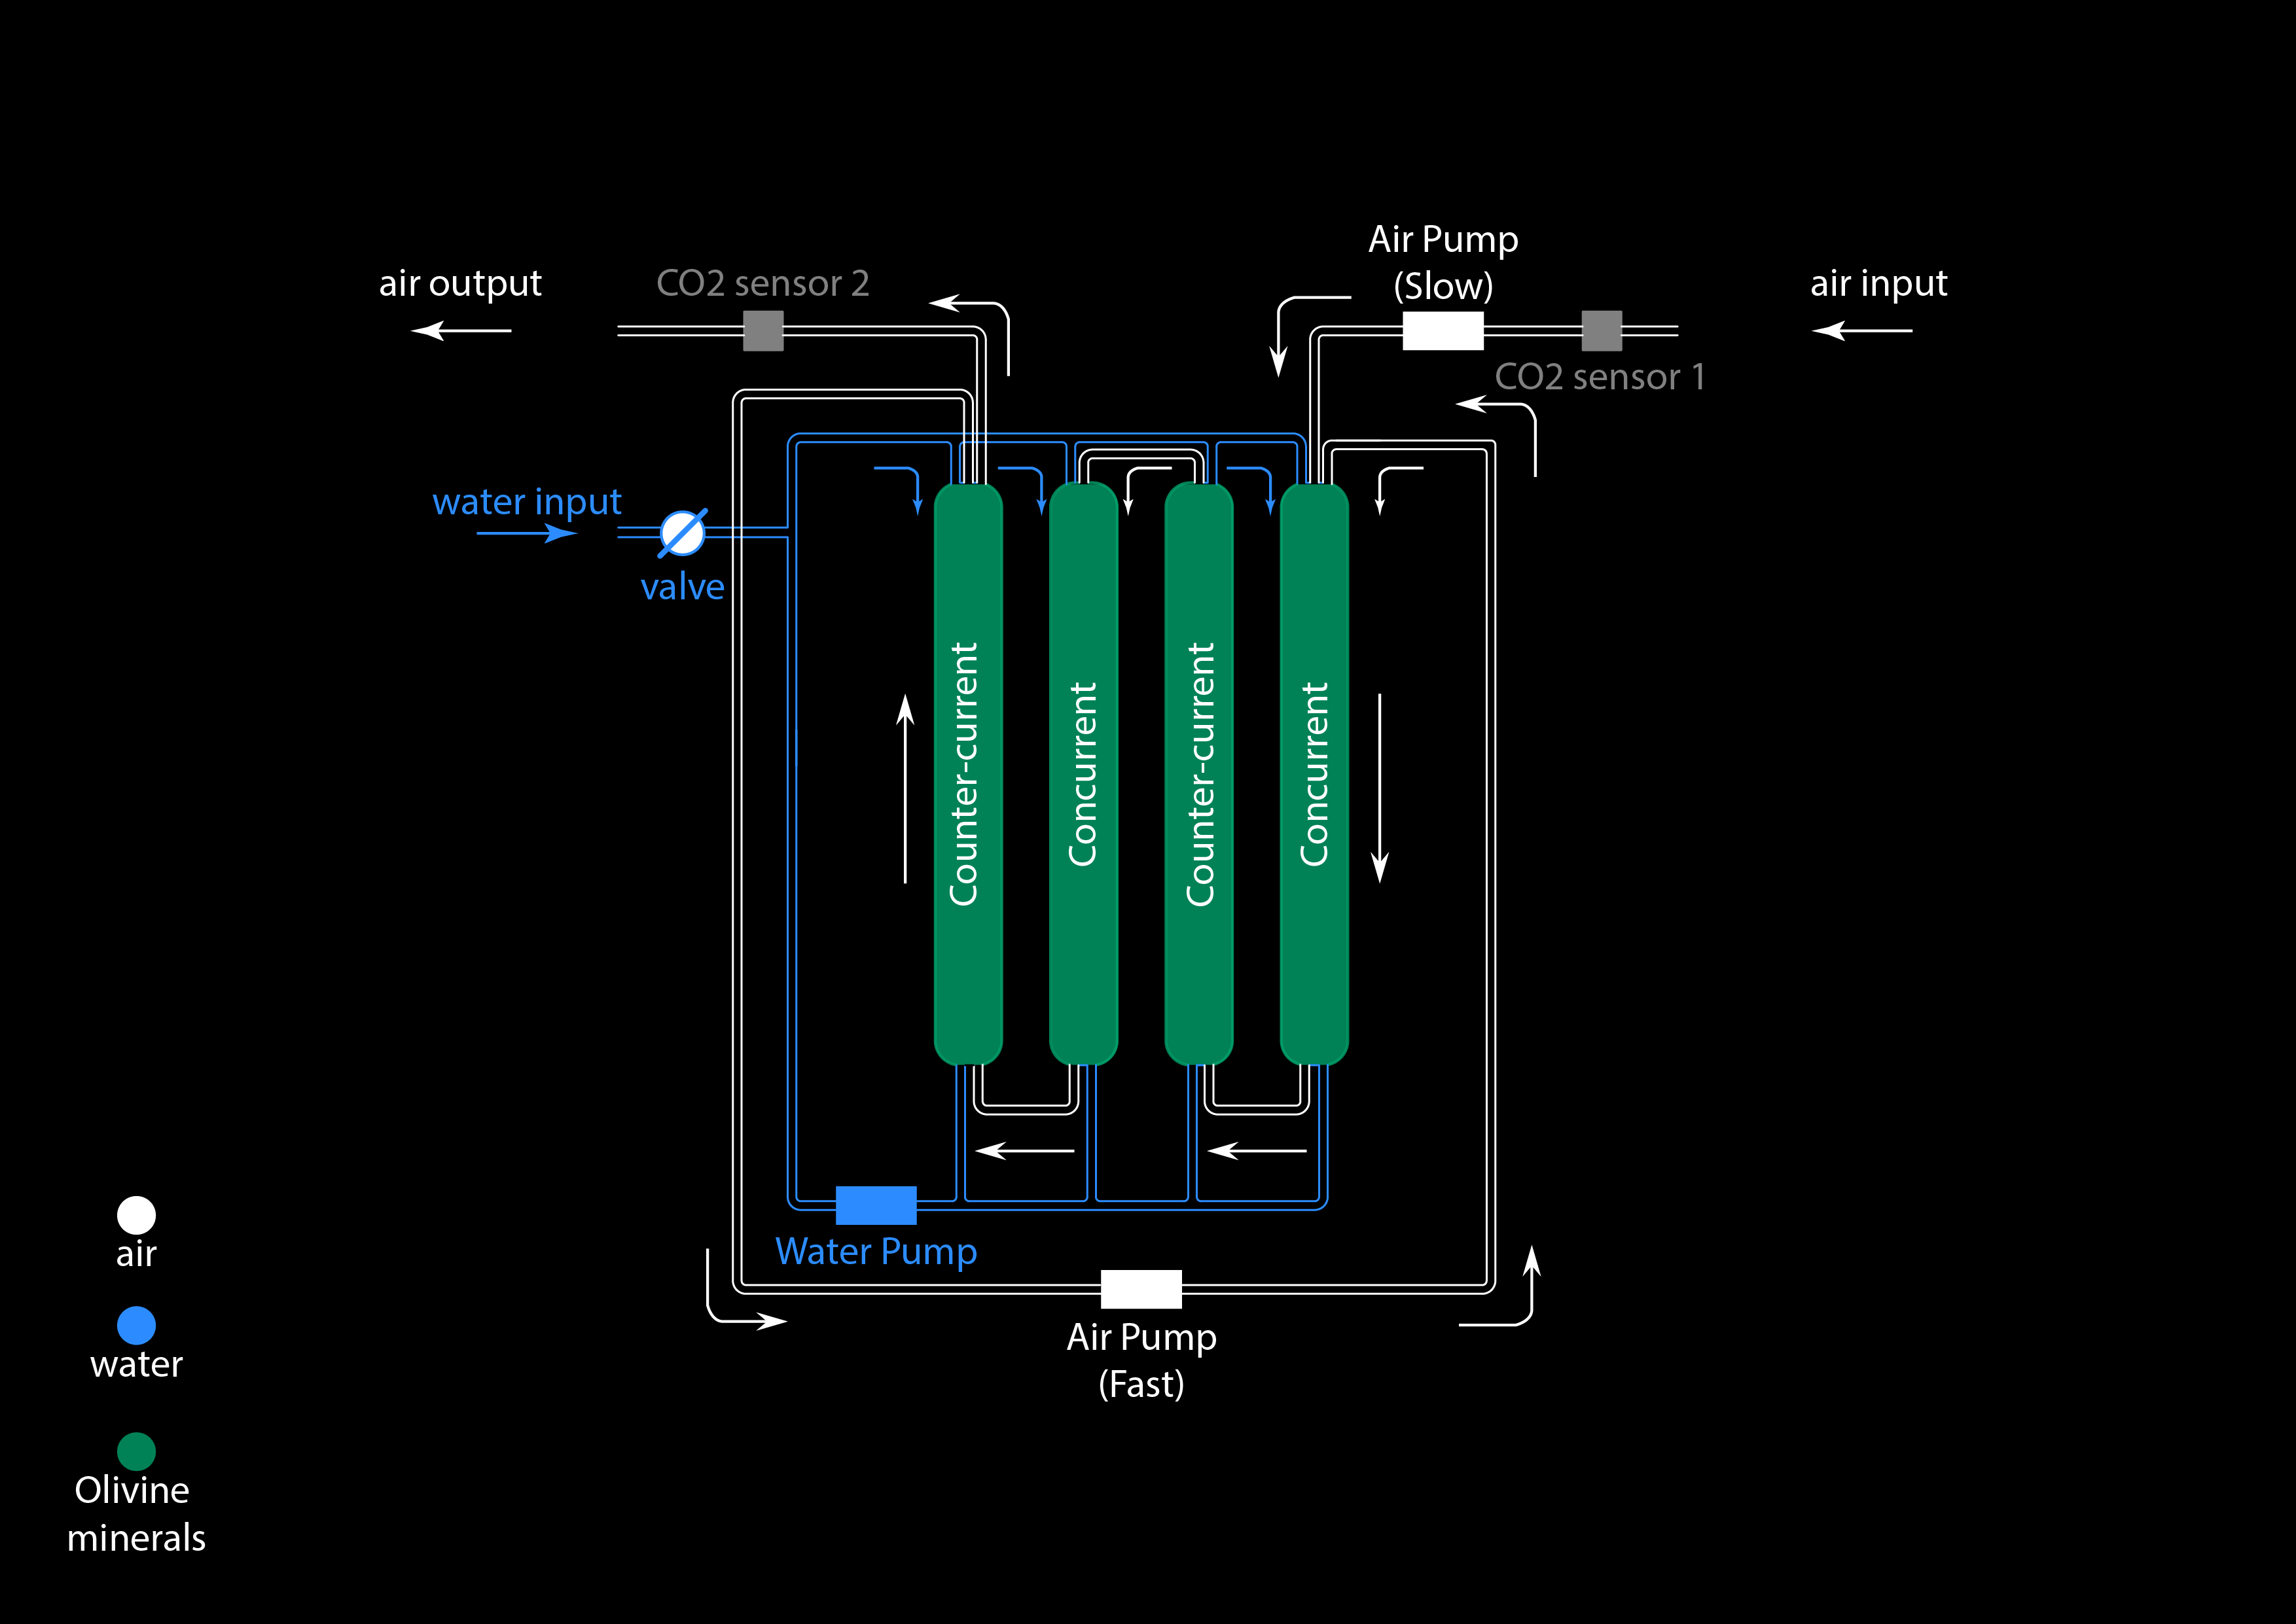 Air Pump
(Slow)
air output
CO2 sensor 2
air input
CO2 sensor 1
water input
valve
Counter-current
Concurrent
Counter-current
Concurrent
Water Pump
air
Air Pump
(Fast)
water
Olivine
minerals